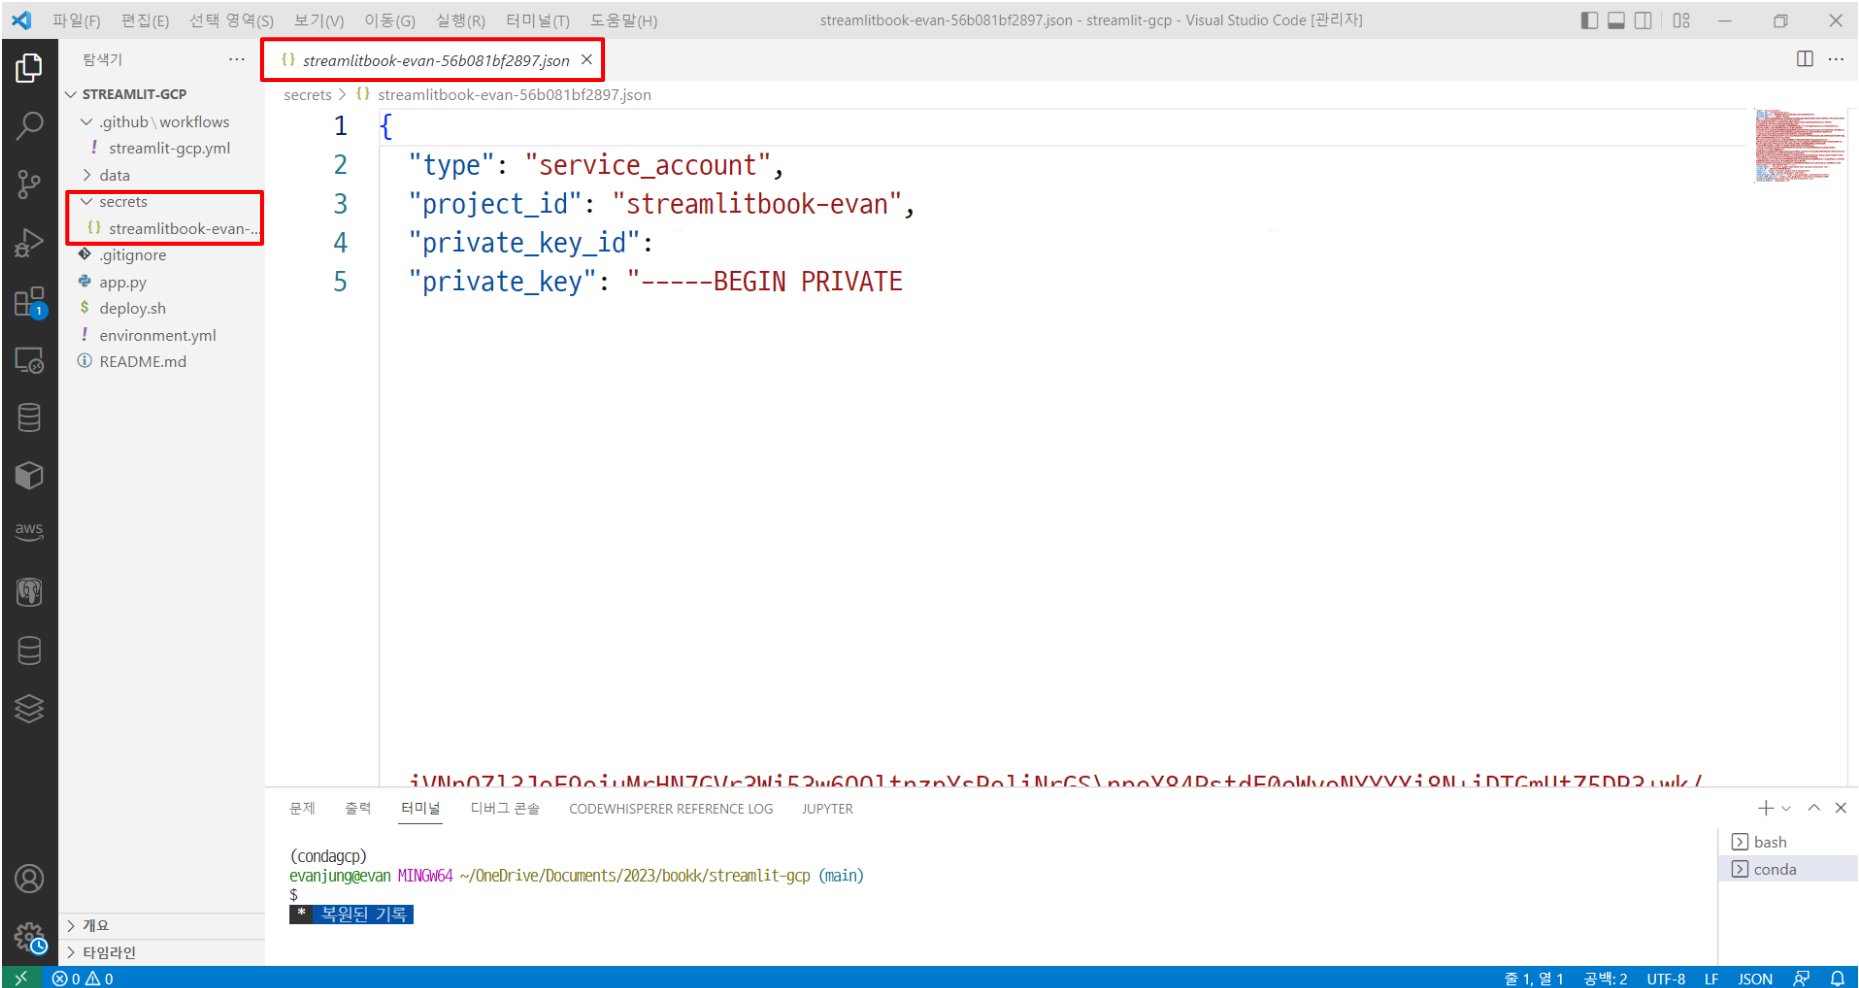 파일(F) 편집(E) 선택 영역(S) 보기(V) 이동(G) 실행(R) 터미널(T) 도움말(H)
streamlitbook-evan-56b081bf2897.json - streamlit-gcp - Visual Studio Code [관리자]
탐색기
STREAMLIT-GCP
.github\workflows
streamlit-gcp.yml
data
secrets
streamlitbook-evan-...
.gitignore
app.py
deploy.sh
environment.yml
README.md
개요
타임라인
1
aws
streamlitbook-evan-56b081bf2897.json
secrets > {} streamlitbook-evan-56b081bf2897.json
1 {
2 "type": "service_account",
3 "project_id": "streamlitbook-evan",
4 "private_key_id":
5 "private_key": "-----BEGIN PRIVATE
문제 출력 터미널 디버그 콘솔 CODEWHISPERER REFERENCE LOG JUPYTER
(condagcp)
evanjung@evan MINGW64 ~/OneDrive/Documents/2023/bookk/streamlit-gcp (main)
$
* 복원된 기록
bash
conda
0 0
줄 1, 열 1 공백: 2 UTF-8 LF JSON